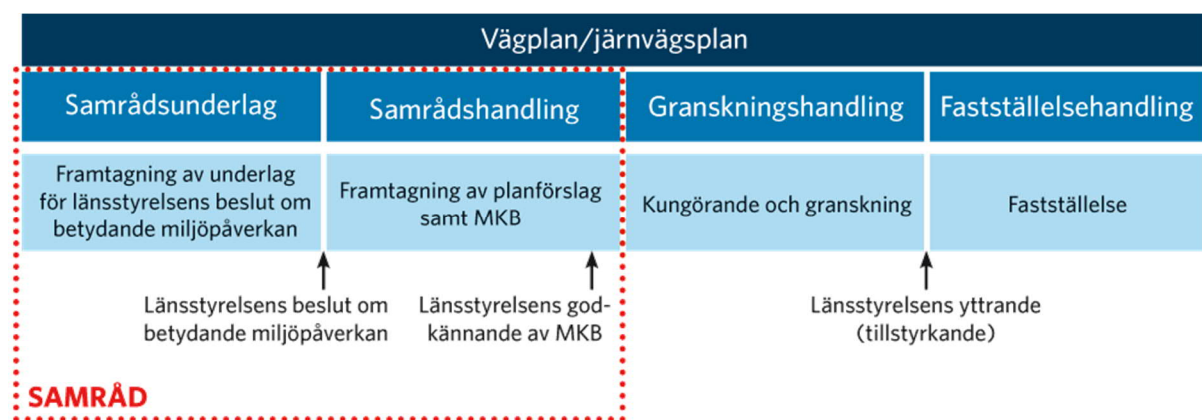 Vägplan/järnvägsplan
Samrådsunderlag
Samrådshandling
Granskningshandling
Fastställelsehandling
Framtagning av underlag
för länsstyrelsens beslut om
betydande miljöpåverkan
Framtagning av planförslag
samt MKB
Kungörande och granskning
Fastställelse
Länsstyrelsens beslut om
betydande miljöpåverkan
Länsstyrelsens god-
kännande av MKB
Länsstyrelsens yttrande
(tillstyrkande)
SAMRÅD